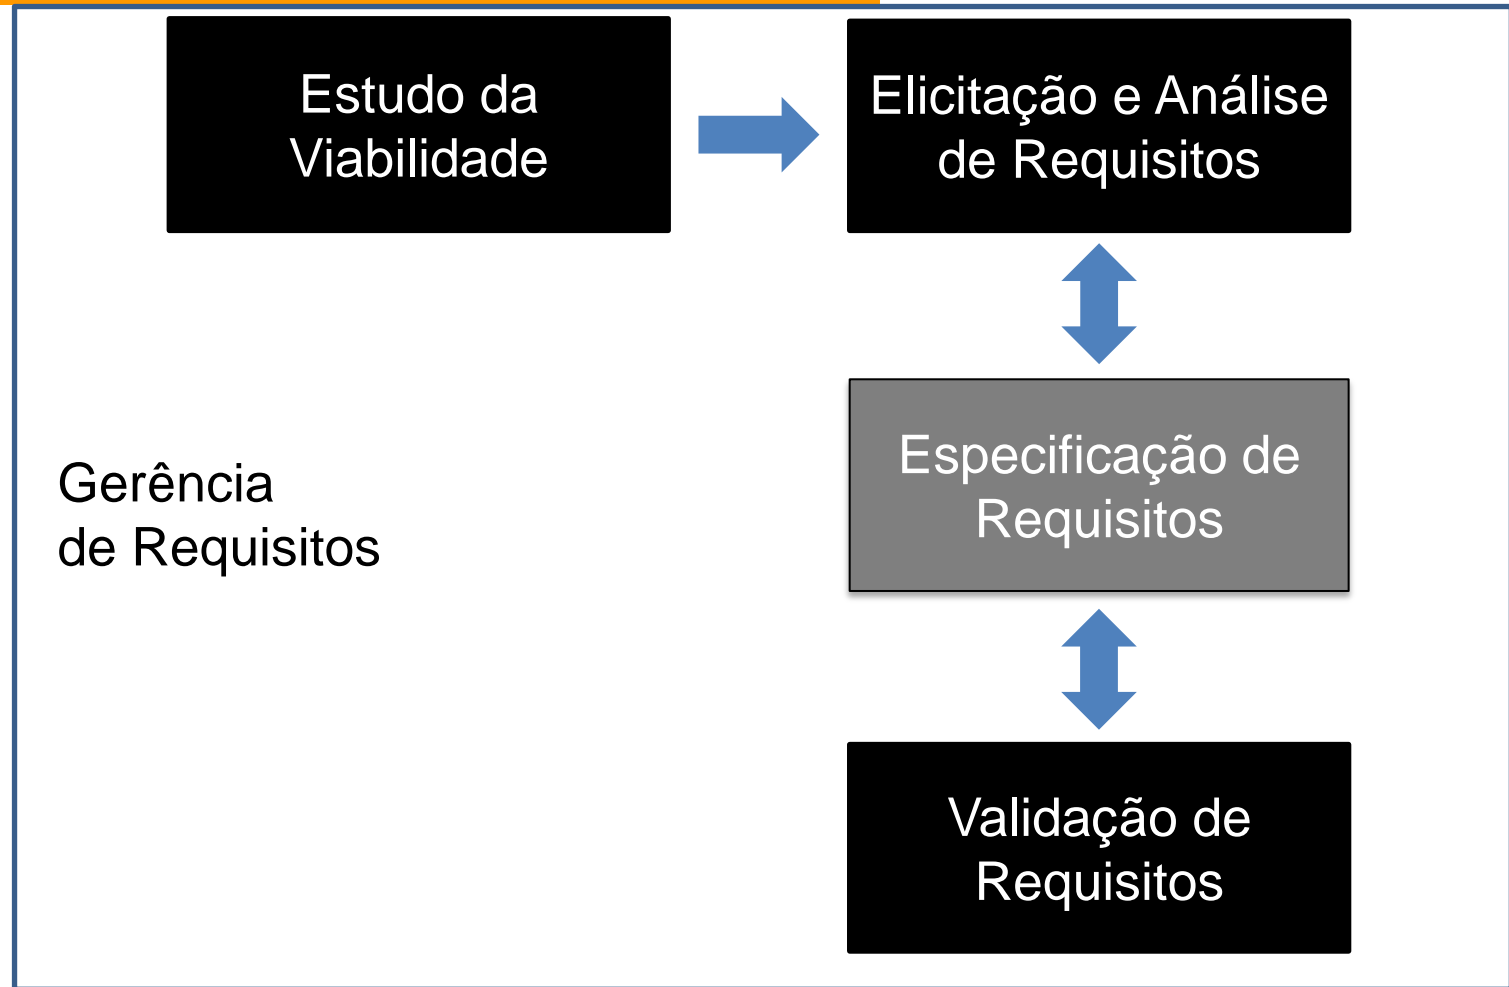 Estudo da
Viabilidade
Elicitação e Análise
de Requisitos
Especificação de
Requisitos
Gerência
de Requisitos
Validação de
Requisitos